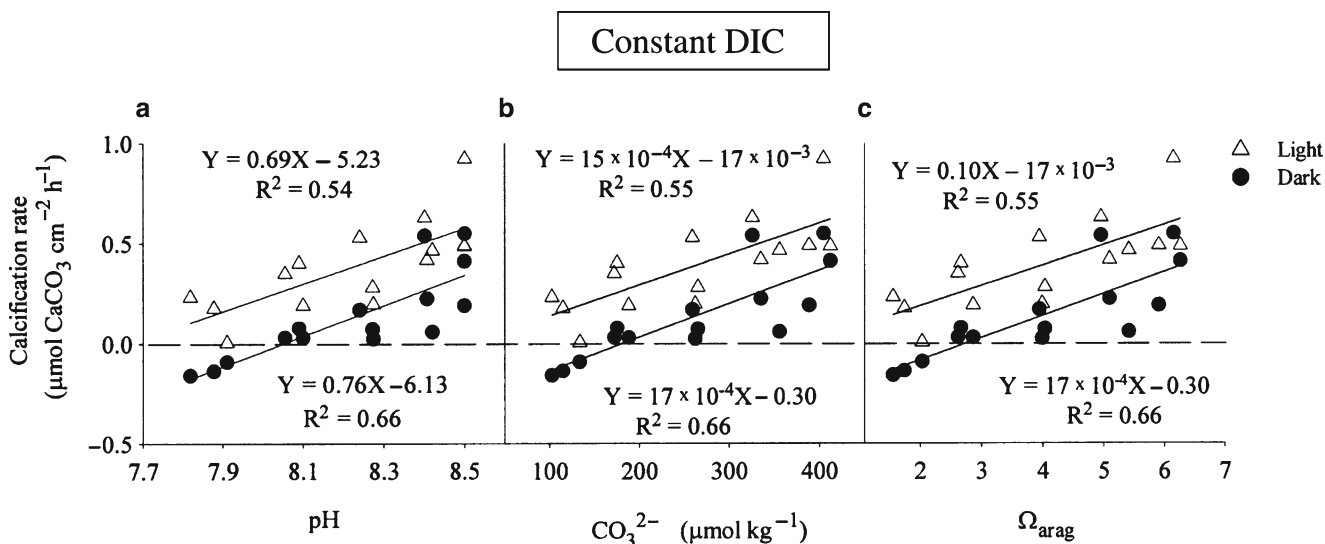 Constant DIC
a
b
c
Calcification rate
(μmol CaCO₃ cm⁻² h⁻¹)
1.0
0.5
0.0
−0.5
Y = 0.69X − 5.23
R² = 0.54
Y = 0.76X−6.13
R² = 0.66
7.7 7.9 8.1 8.3 8.5
pH
Y = 15 × 10⁻⁴X − 17 × 10⁻³
R² = 0.55
Y = 17 × 10⁻⁴X−0.30
R² = 0.66
100 200 300 400
CO₃²⁻ (μmol kg⁻¹)
Y = 0.10X − 17 × 10⁻³
R² = 0.55
Y = 17 × 10⁻⁴X−0.30
R² = 0.66
2 3 4 5 6 7
Ωarag
Light
Dark